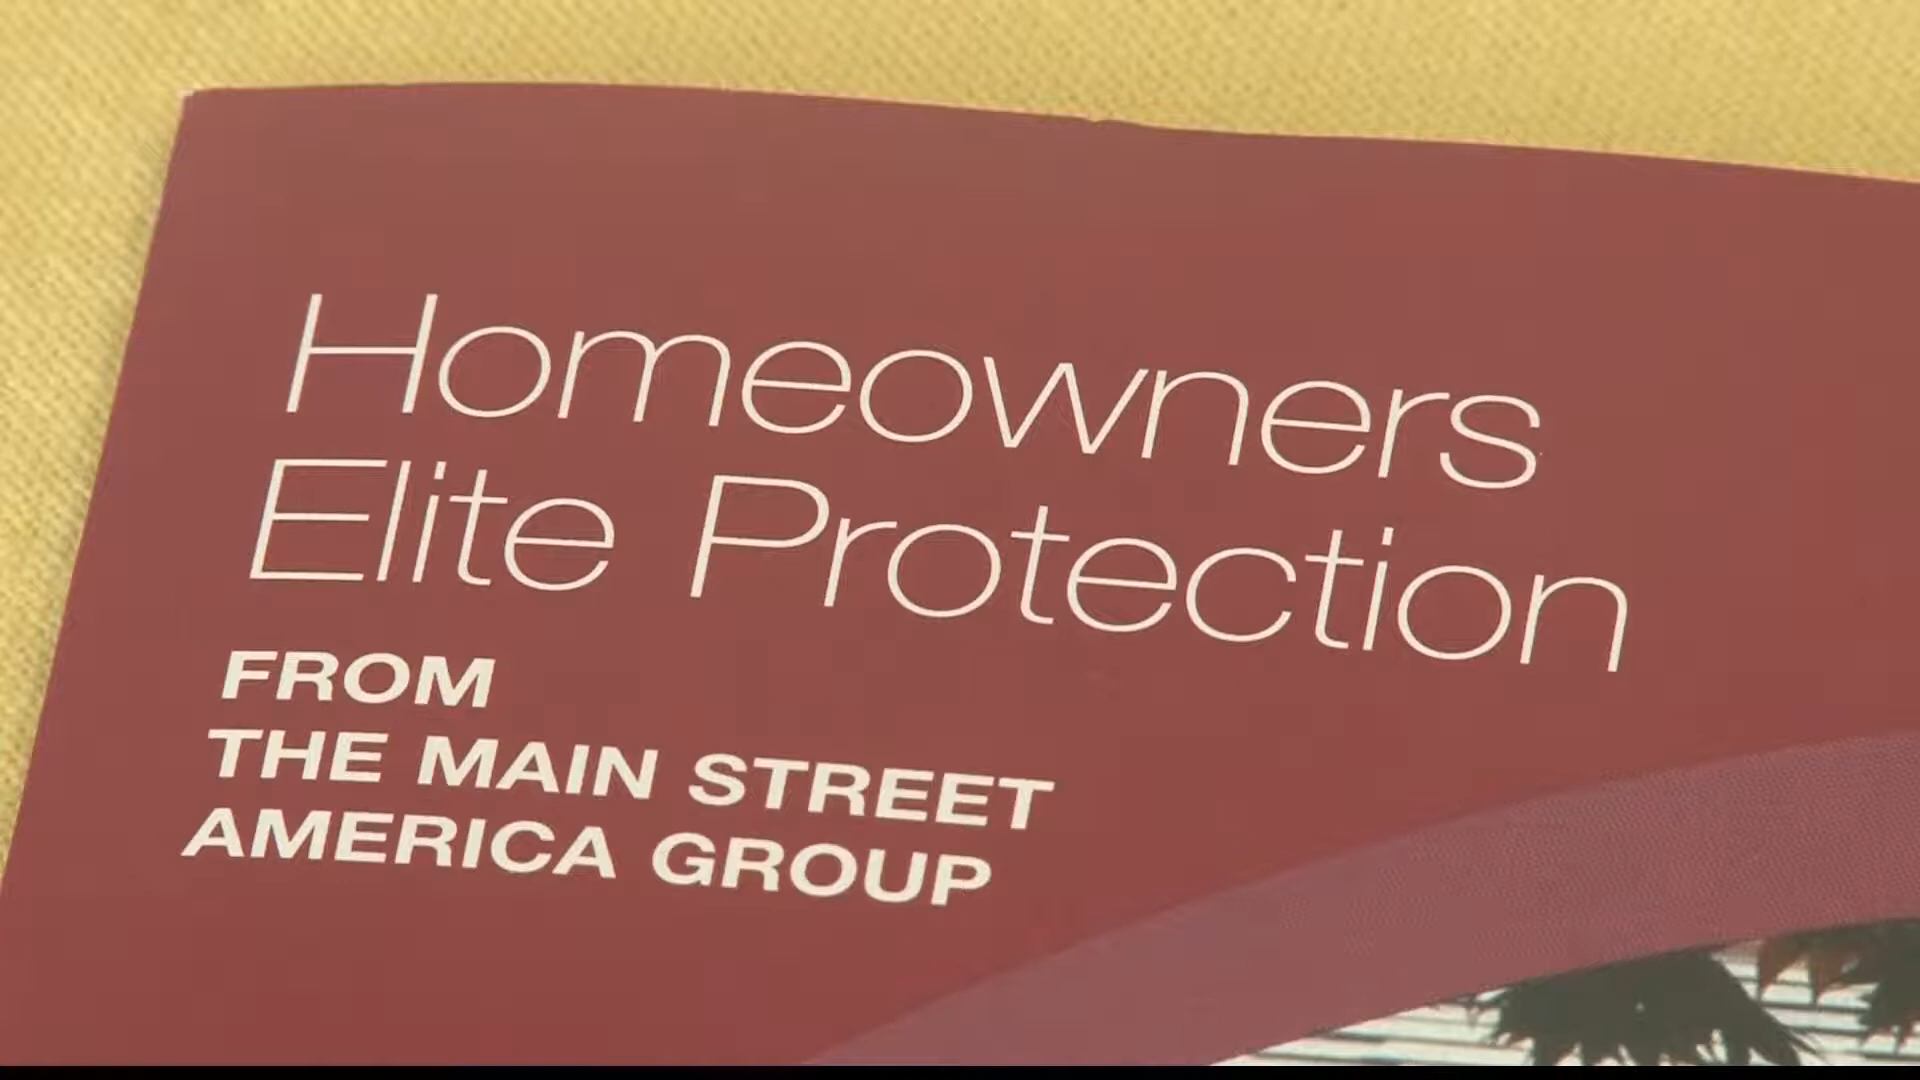 Homeowners
Elite Protection
FROM
THE MAIN STREET
AMERICA GROUP